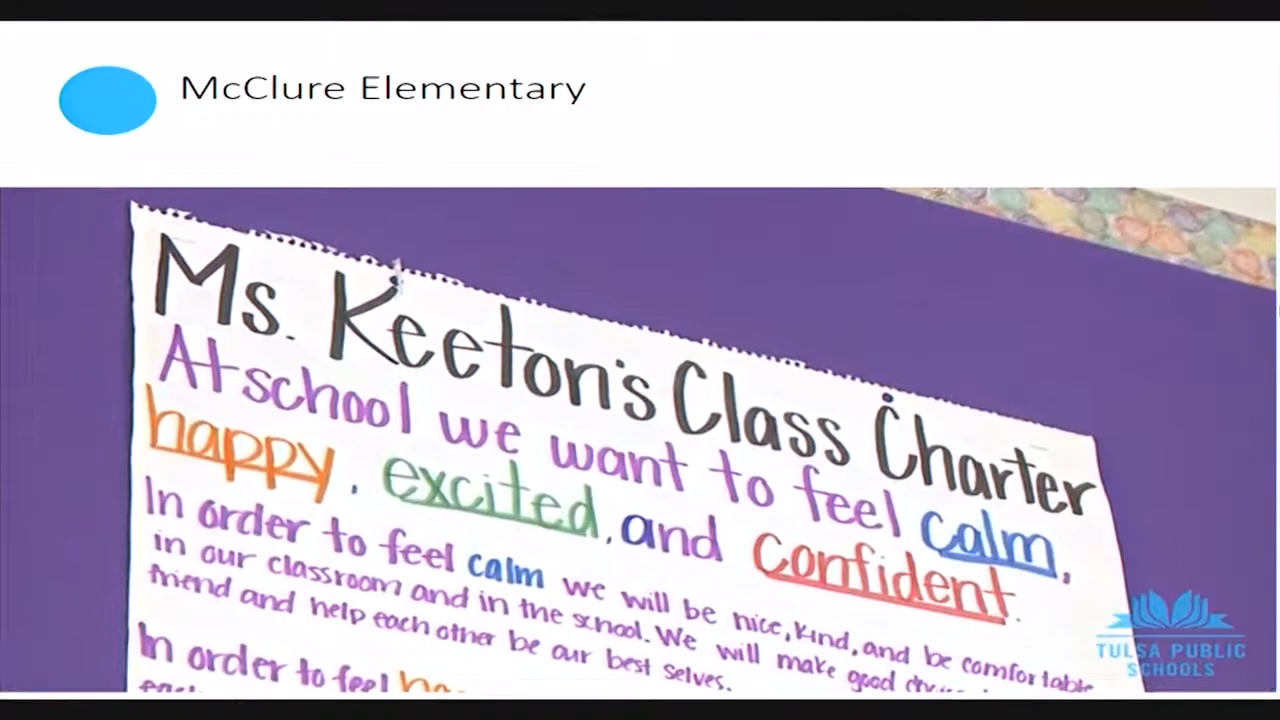 McClure Elementary
Ms. Keeton's Class Charter
At school we want to feel calm,
happy, excited, and confident.
In order to feel calm we will be nice, kind, and be comfortable
in our classroom and in the school. We will make good
friend and help each other be our best selves.
In order to feel
TULSA PUBLIC
SCHOOLS